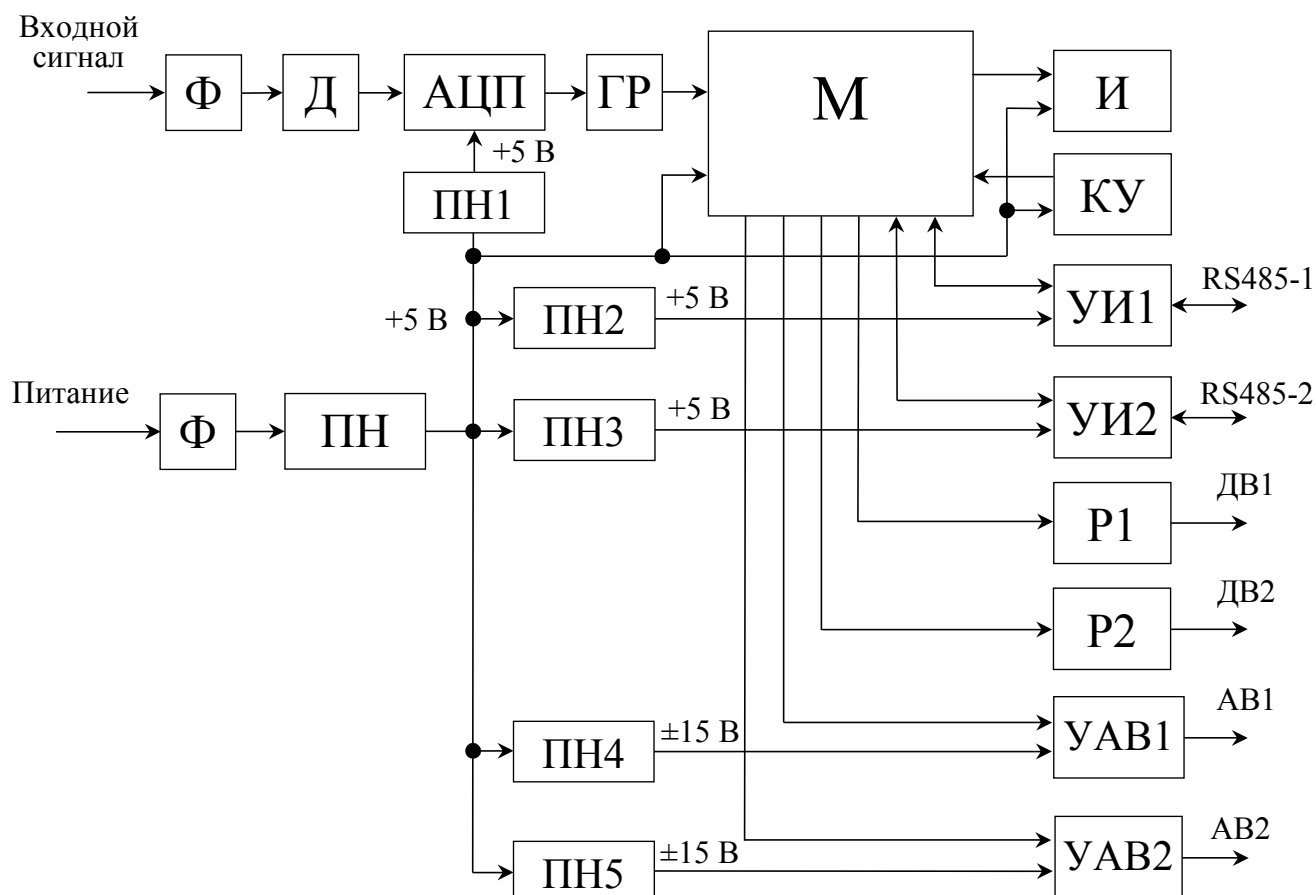 Входной
сигнал
Ф
Д
АЦП
ГР
М
И
+5 В
ПН1
КУ
RS485-1
+5 В
ПН2
+5 В
УИ1
Питание
Ф
ПН
ПН3
+5 В
УИ2
RS485-2
ДВ1
Р1
ДВ2
Р2
АВ1
ПН4
±15 В
УАВ1
АВ2
ПН5
±15 В
УАВ2